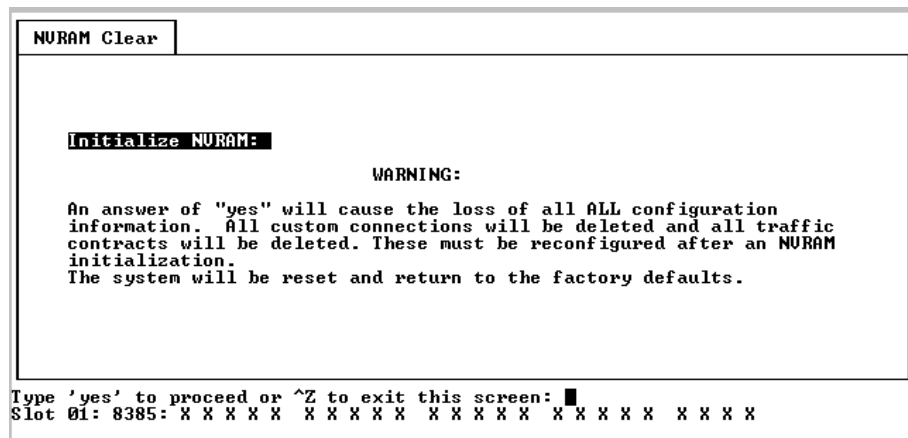 NVRAM Clear
Initialize NVRAM:
WARNING:
An answer of "yes" will cause the loss of all ALL configuration
information.  All custom connections will be deleted and all traffic
contracts will be deleted. These must be reconfigured after an NVRAM
initialization.
The system will be reset and return to the factory defaults.
Type 'yes' to proceed or ^Z to exit this screen:
Slot 01: 8385: X X X X X  X X X X X  X X X X X  X X X X X  X X X X